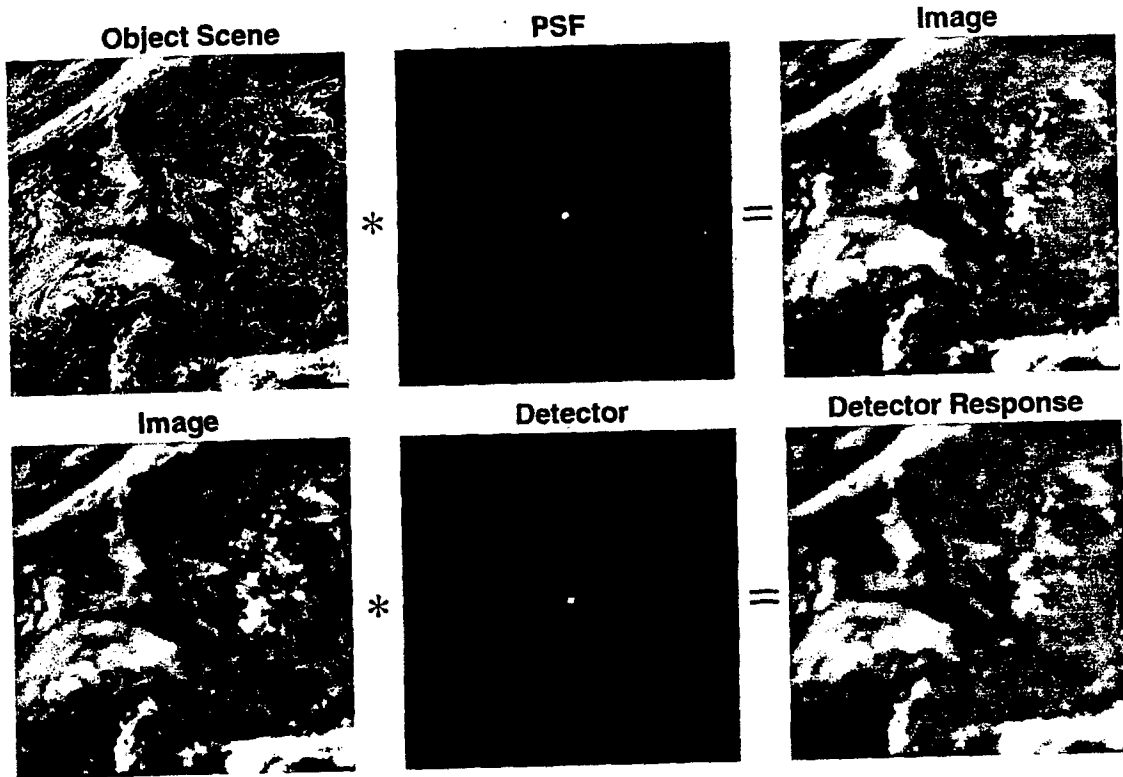 Object Scene
PSF
Image
*
=
Image
Detector
Detector Response
*
=